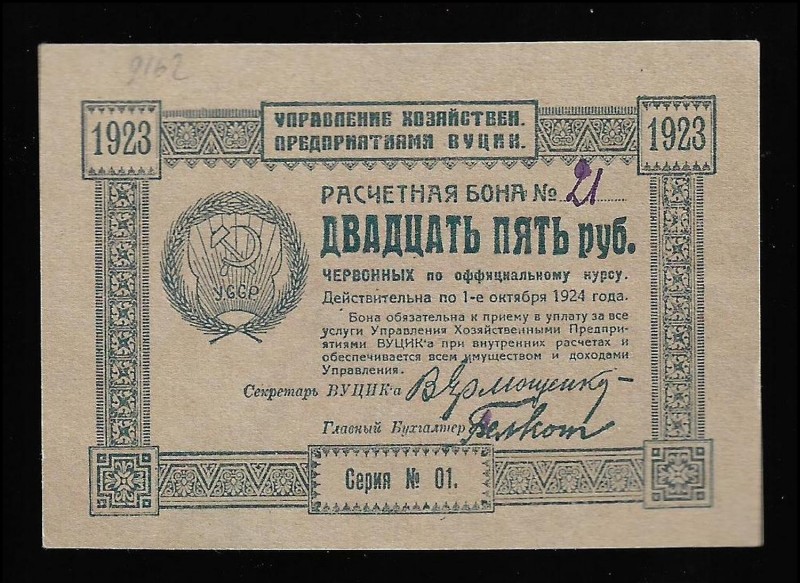 9162
1923
УПРАВЛЕНИЕ ХОЗЯЙСТВЕН.
ПРЕДПРИЯТИЯМИ ВУЦИК.
1923
РАСЧЕТНАЯ БОНА № 21
ДВАДЦАТЬ ПЯТЬ руб.
ЧЕРВОННЫХ по оффициальному курсу.
Действительна по 1-е октября 1924 года.
УССР
Бона обязательна к приему в уплату за все
услуги Управления Хозяйственными Предпри-
ятиями ВУЦИК'а при внутренних расчетах и
обеспечивается всем имуществом и доходами
Управления.
Секретарь ВУЦИК'а В Ярмощенко
Главный Бухгалтер
Серия № 01.